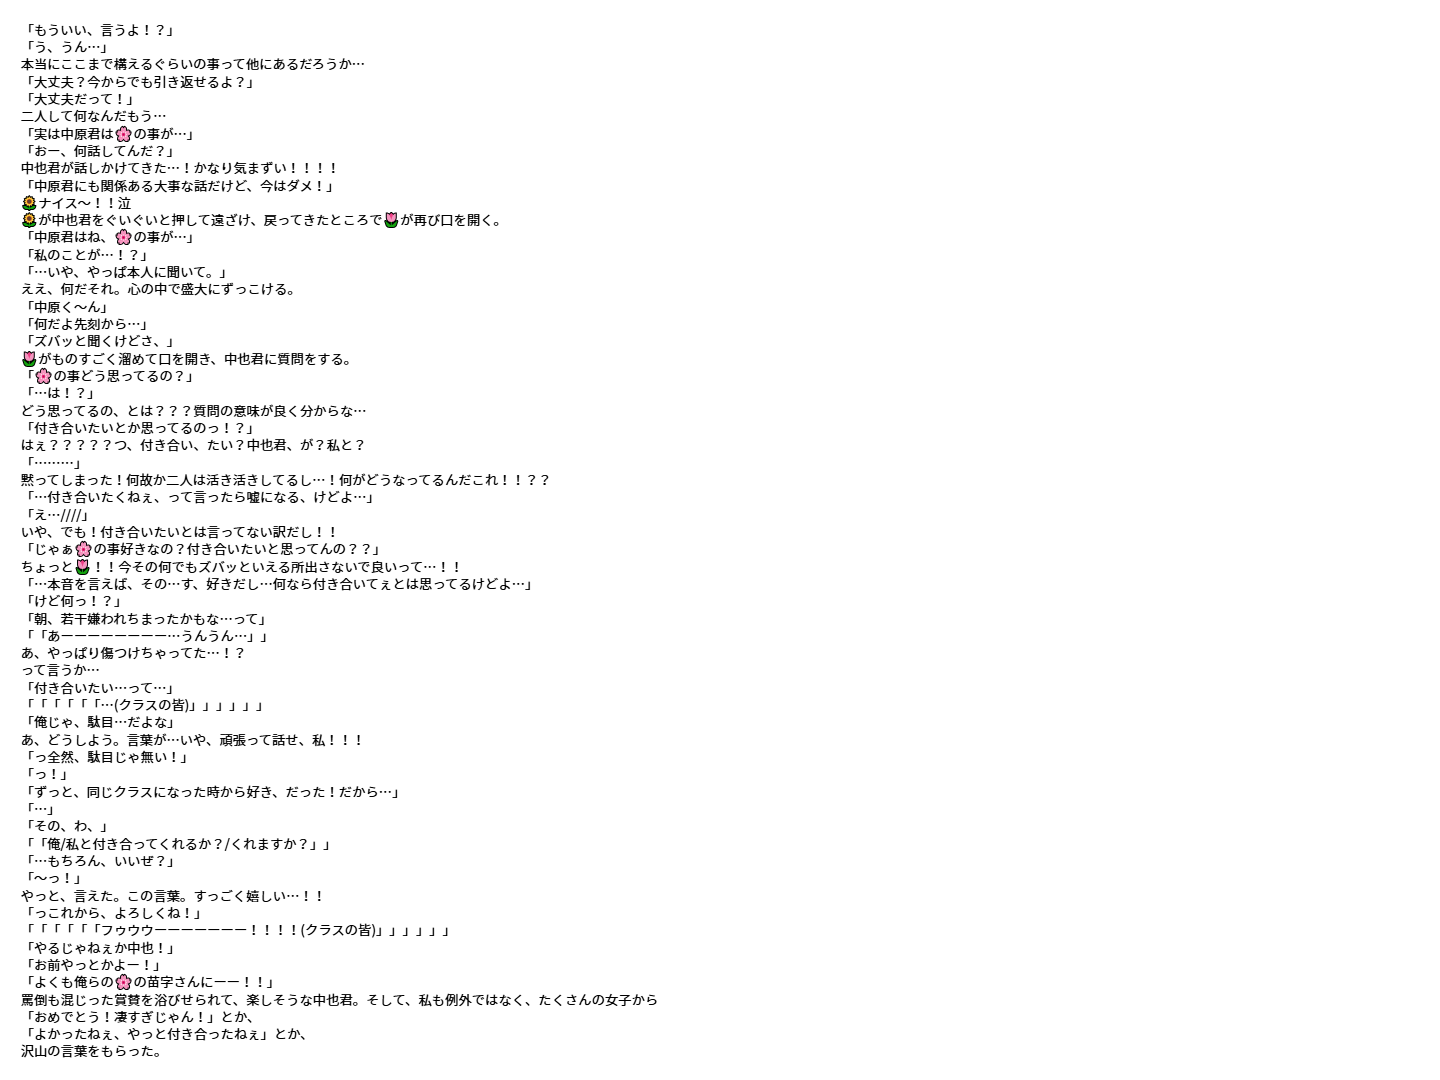 「もういい、言うよ！？」
「う、うん…」
本当にここまで構えるぐらいの事って他にあるだろうか…
「大丈夫？今からでも引き返せるよ？」
「大丈夫だって！」
二人して何なんだもう…
「実は中原君は🌸の事が…」
「おー、何話してんだ？」
中也君が話しかけてきた…！かなり気まずい！！！！
「中原君にも関係ある大事な話だけど、今はダメ！」
🌻ナイス〜！！泣
🌻が中也君をぐいぐいと押して遠ざけ、戻ってきたところで🌷が再び口を開く。
「中原君はね、🌸の事が…」
「私のことが…！？」
「…いや、やっぱ本人に聞いて。」
ええ、何だそれ。心の中で盛大にずっこける。
「中原く〜ん」
「何だよ先刻から…」
「ズバッと聞くけどさ、」
🌷がものすごく溜めて口を開き、中也君に質問をする。
「🌸の事どう思ってるの？」
「…は！？」
どう思ってるの、とは？？？質問の意味が良く分からな…
「付き合いたいとか思ってるのっ！？」
はぇ？？？？？つ、付き合い、たい？中也君、が？私と？
「………」
黙ってしまった！何故か二人は活き活きしてるし…！何がどうなってるんだこれ！！？？
「…付き合いたくねぇ、って言ったら嘘になる、けどよ…」
「え…////」
いや、でも！付き合いたいとは言ってない訳だし！！
「じゃぁ🌸の事好きなの？付き合いたいと思ってんの？？」
ちょっと🌷！！今その何でもズバッといえる所出さないで良いって…！！
「…本音を言えば、その…す、好きだし…何なら付き合いてぇとは思ってるけどよ…」
「けど何っ！？」
「朝、若干嫌われちまったかもな…って」
「「あーーーーーーーー…うんうん…」」
あ、やっぱり傷つけちゃってた…！？
って言うか…
「付き合いたい…って…」
「「「「「「…(クラスの皆)」」」」」」
「俺じゃ、駄目…だよな」
あ、どうしよう。言葉が…いや、頑張って話せ、私！！！
「っ全然、駄目じゃ無い！」
「っ！」
「ずっと、同じクラスになった時から好き、だった！だから…」
「…」
「その、わ、」
「「俺/私と付き合ってくれるか？/くれますか？」」
「…もちろん、いいぜ？」
「〜っ！」
やっと、言えた。この言葉。すっごく嬉しい…！！
「っこれから、よろしくね！」
「「「「「「フゥウウーーーーーーー！！！！(クラスの皆)」」」」」」
「やるじゃねぇか中也！」
「お前やっとかよー！」
「よくも俺らの🌸の苗字さんにーー！！」
罵倒も混じった賞賛を浴びせられて、楽しそうな中也君。そして、私も例外ではなく、たくさんの女子から
「おめでとう！凄すぎじゃん！」とか、
「よかったねぇ、やっと付き合ったねぇ」とか、
沢山の言葉をもらった。